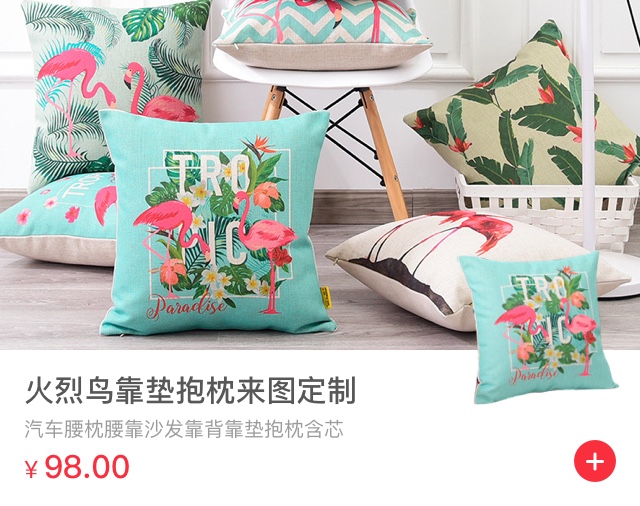 TRO
PIC
Paradise
TRO
PIC
Paradise
火烈鸟靠垫抱枕来图定制
汽车腰枕腰靠沙发靠背靠垫抱枕含芯
¥ 98.00